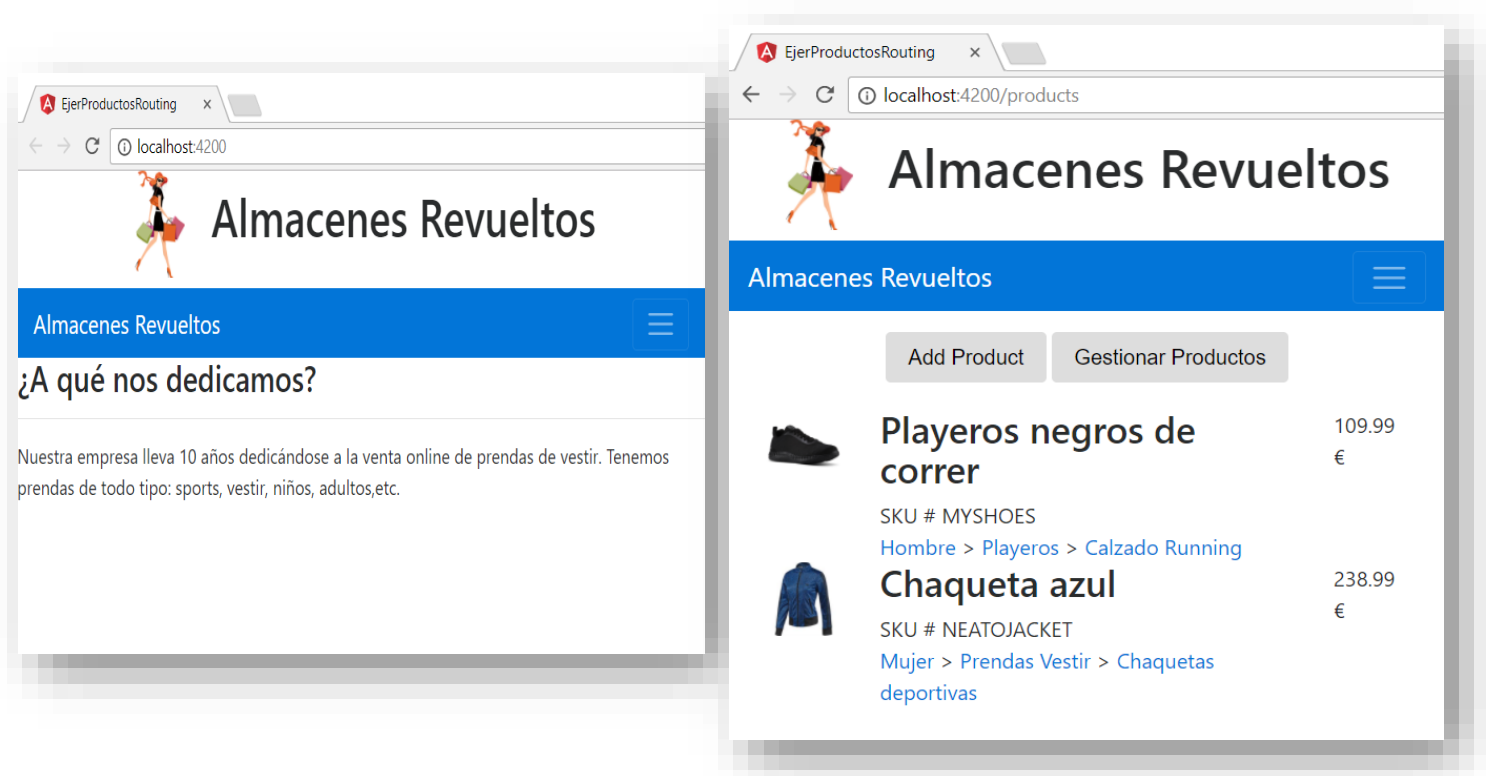 EjerProductosRouting
localhost:4200
Almacenes Revueltos
Almacenes Revueltos
¿A qué nos dedicamos?
Nuestra empresa lleva 10 años dedicándose a la venta online de prendas de vestir. Tenemos
prendas de todo tipo: sports, vestir, niños, adultos,etc.
EjerProductosRouting
localhost:4200/products
Almacenes Revueltos
Almacenes Revueltos
Add Product
Gestionar Productos
Playeros negros de
correr
109.99
€
SKU # MYSHOES
Hombre > Playeros > Calzado Running
Chaqueta azul
238.99
€
SKU # NEATOJACKET
Mujer > Prendas Vestir > Chaquetas
deportivas